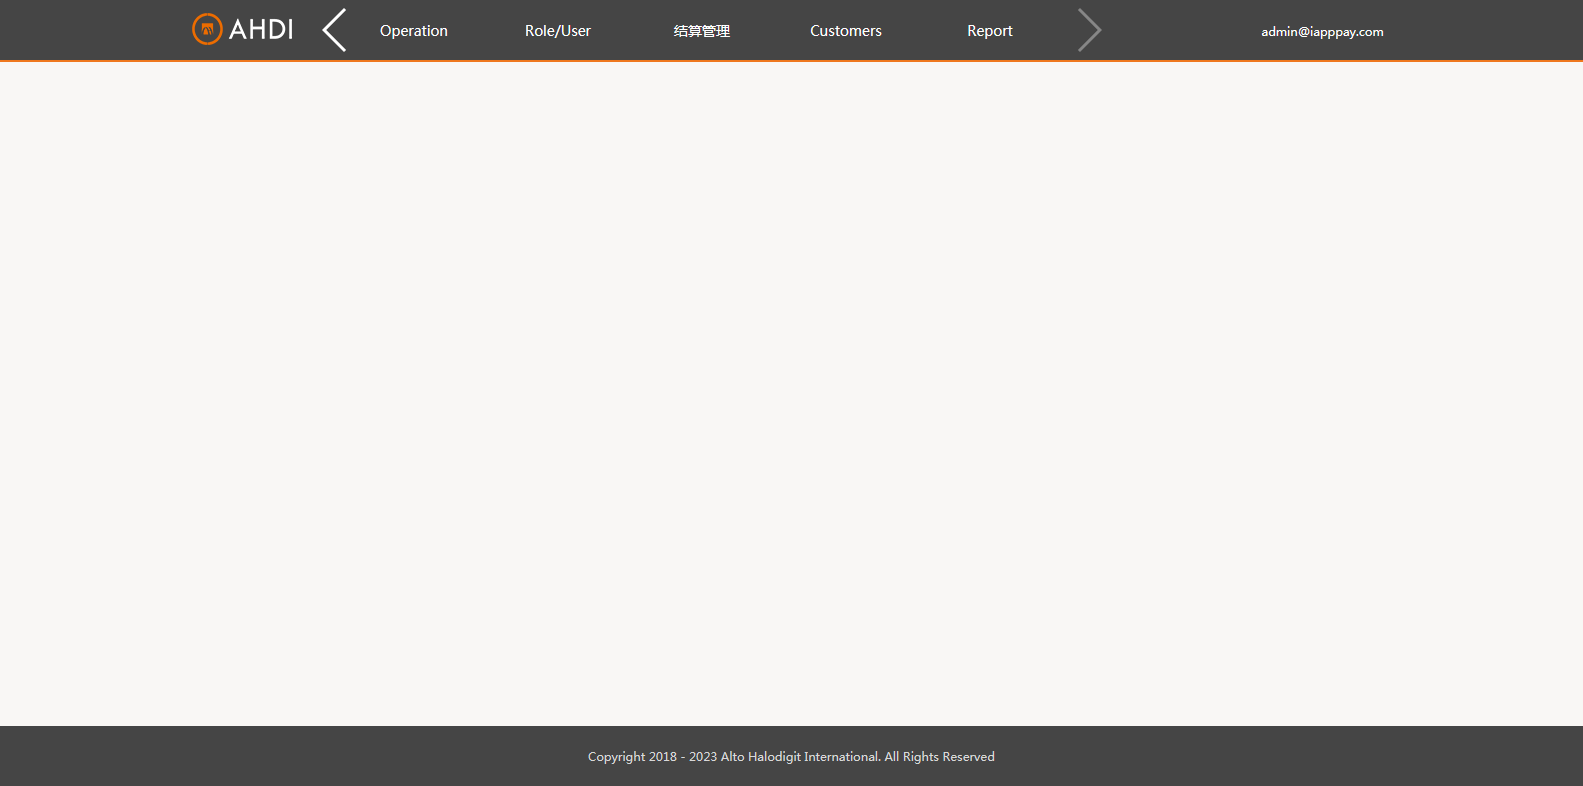 AHDI Operation Role/User 结算管理 Customers Report admin@iapppay.com
Copyright 2018 - 2023 Alto Halodigit International. All Rights Reserved